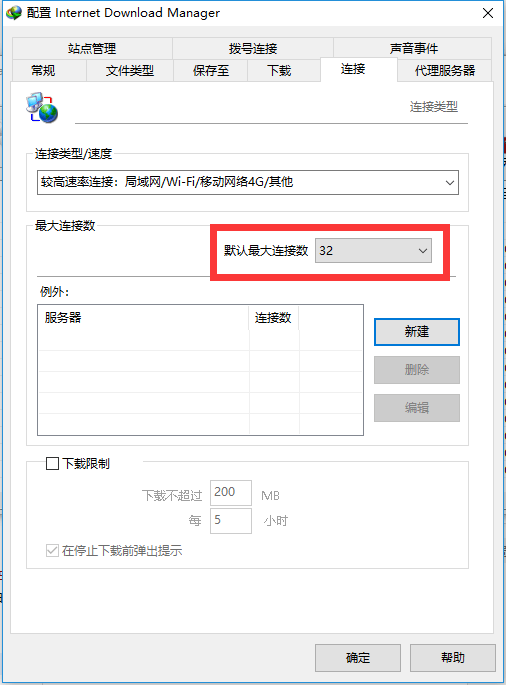 配置 Internet Download Manager
站点管理 拨号连接 声音事件
常规 文件类型 保存至 下载 连接 代理服务器
连接类型
连接类型/速度
较高速率连接：局域网/Wi-Fi/移动网络4G/其他
最大连接数
默认最大连接数 32
例外：
服务器 连接数
新建
删除
编辑
下载限制
下载不超过 200 MB
每 5 小时
在停止下载前弹出提示
确定 帮助